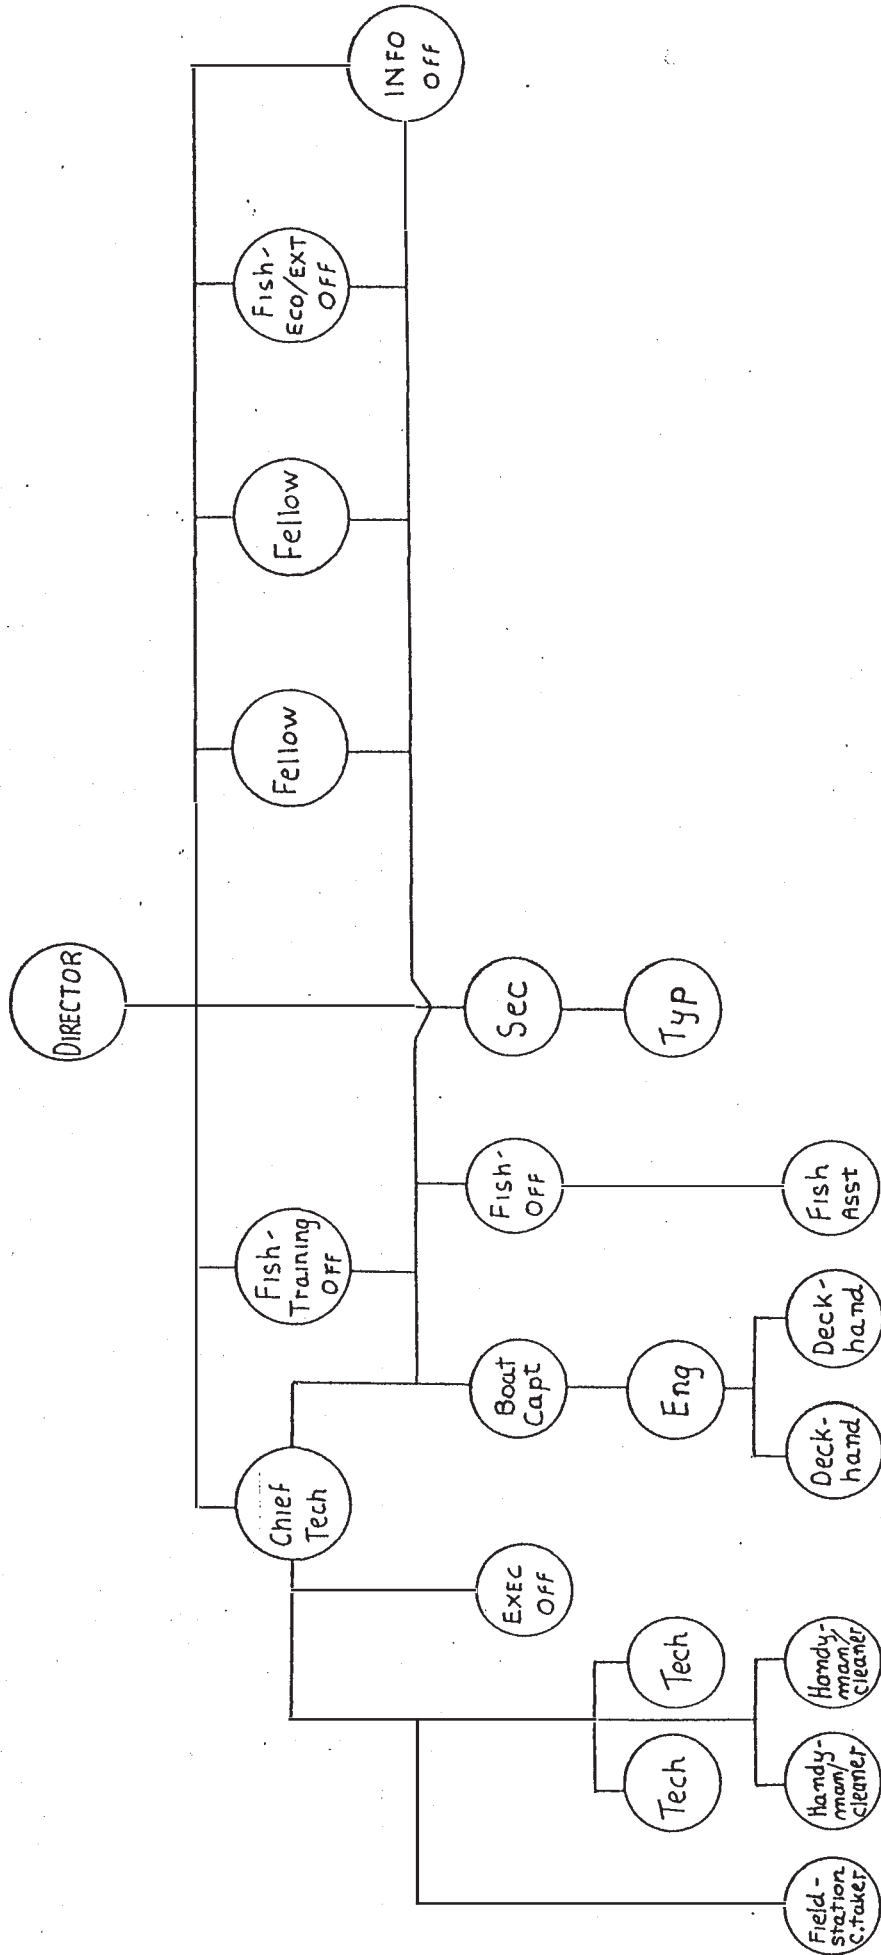 DIRECTOR
Chief
Tech
Fish-
Training
OFF
Fellow
Fellow
Fish-
ECO/EXT
OFF
INFO
OFF
EXEC
OFF
Boat
Capt
Fish-
OFF
Sec
Tech
Tech
Eng
Typ
Field-
station
C.taker
Handy-
man/
cleaner
Handy-
man/
cleaner
Deck-
hand
Deck-
hand
Fish
Asst